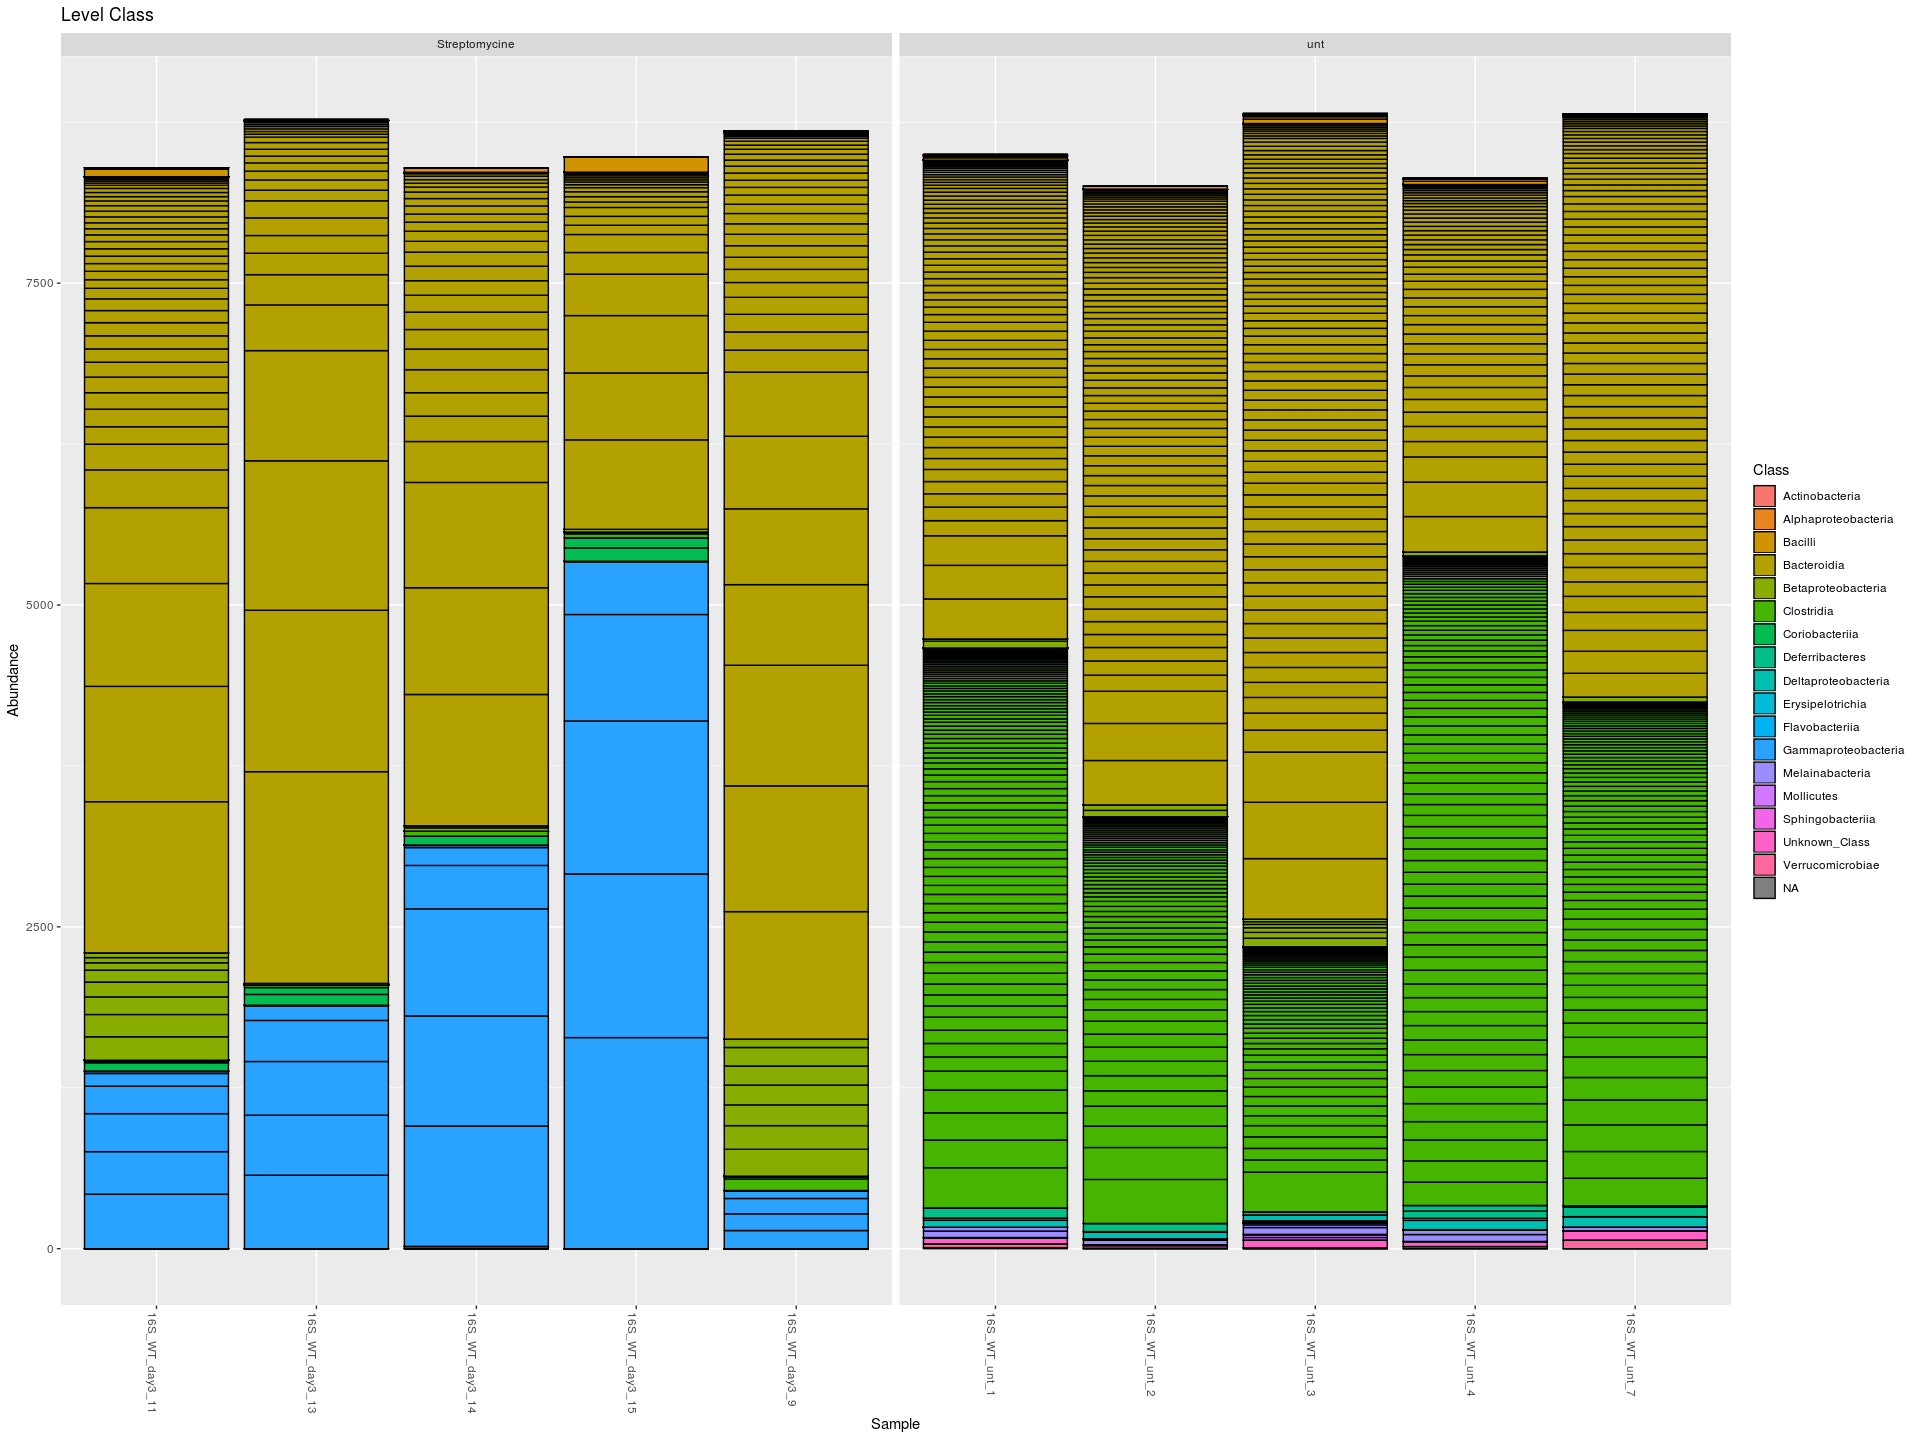 Level Class
Streptomycine
unt
7500
5000
2500
0
Abundance
16S_WT_day3_11
16S_WT_day3_13
16S_WT_day3_14
16S_WT_day3_15
16S_WT_day3_9
16S_WT_unt_1
16S_WT_unt_2
16S_WT_unt_3
16S_WT_unt_4
16S_WT_unt_7
Sample
Class
Actinobacteria
Alphaproteobacteria
Bacilli
Bacteroidia
Betaproteobacteria
Clostridia
Coriobacteriia
Deferribacteres
Deltaproteobacteria
Erysipelotrichia
Flavobacteriia
Gammaproteobacteria
Melainabacteria
Mollicutes
Sphingobacteriia
Unknown_Class
Verrucomicrobiae
NA